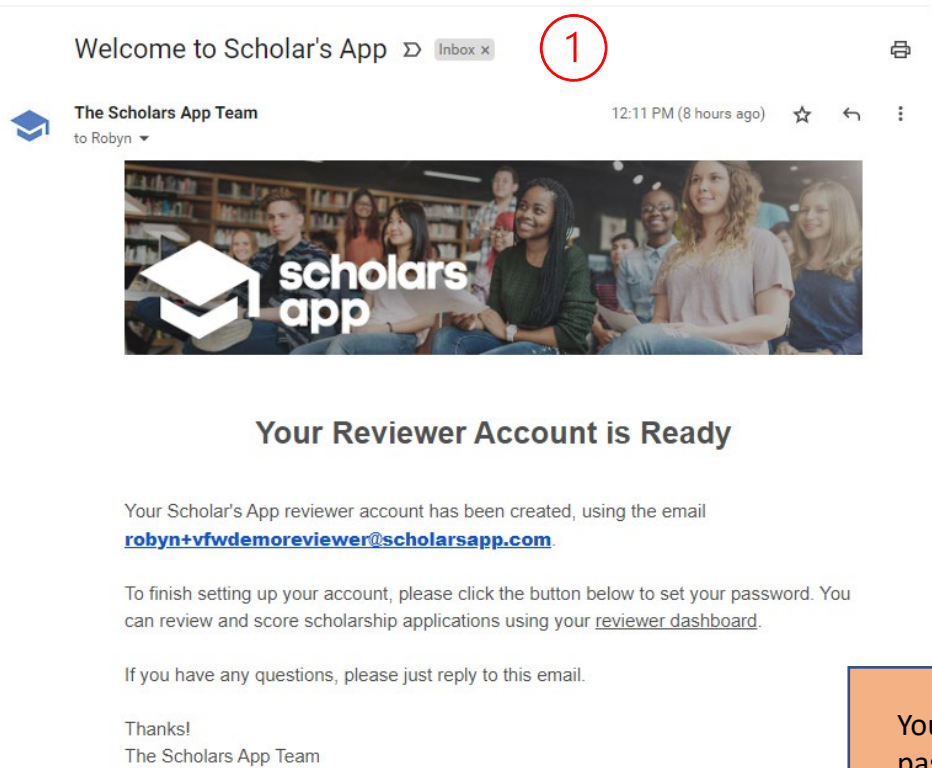 Welcome to Scholar's App Inbox x 1
The Scholars App Team 12:11 PM (8 hours ago)
to Robyn
scholars
app
Your Reviewer Account is Ready
Your Scholar's App reviewer account has been created, using the email
robyn+vfwdemoreviewer@scholarsapp.com.
To finish setting up your account, please click the button below to set your password. You
can review and score scholarship applications using your reviewer dashboard.
If you have any questions, please just reply to this email.
Thanks!
The Scholars App Team